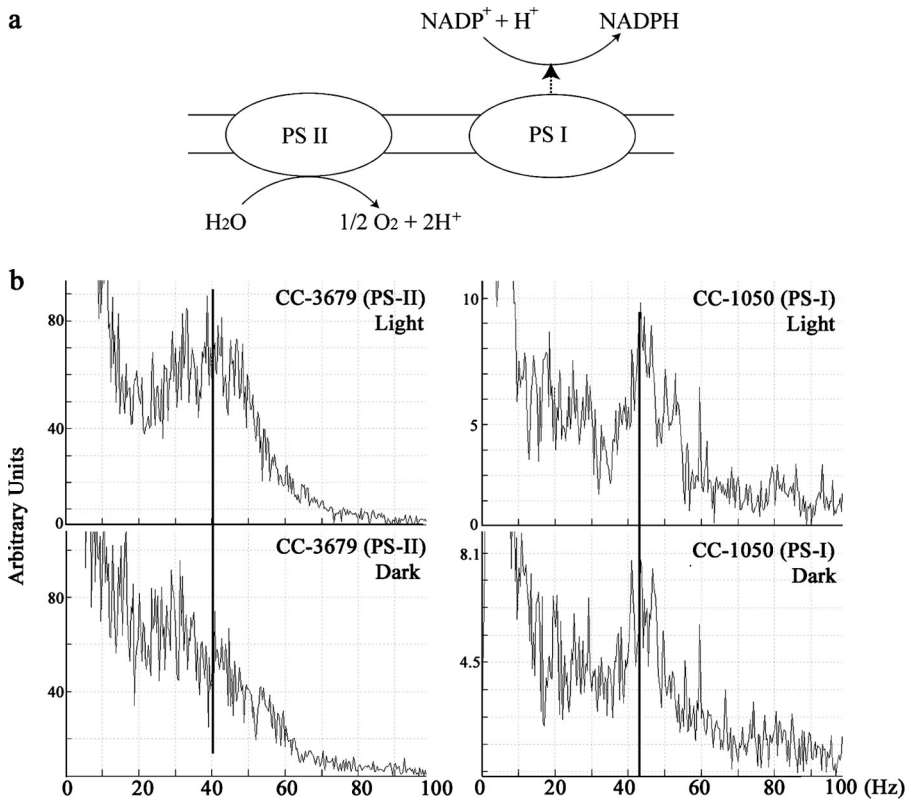 a
NADP⁺ + H⁺ NADPH
PS II PS I
H2O 1/2 O2 + 2H⁺
b
CC-3679 (PS-II)
Light
80
40
0
CC-1050 (PS-I)
Light
10
5
0
Arbitrary Units
CC-3679 (PS-II)
Dark
80
40
0 20 40 60 80 100
CC-1050 (PS-I)
Dark
8.1
4.5
0 20 40 60 80 100 (Hz)